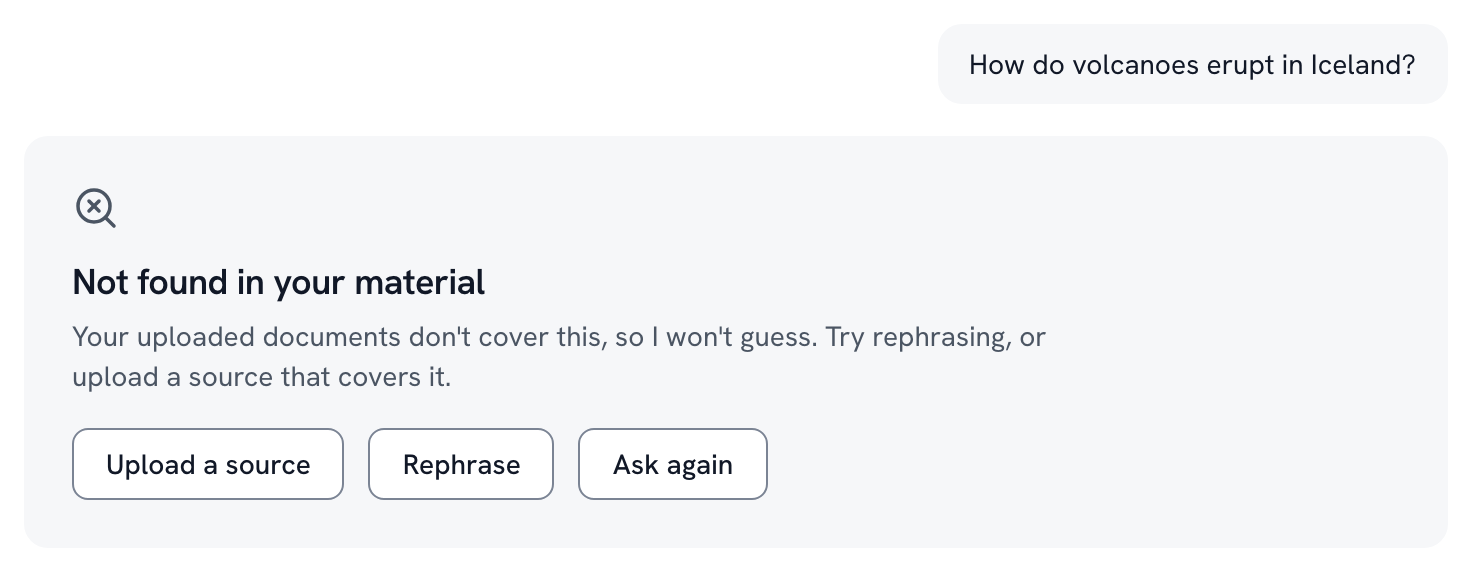 How do volcanoes erupt in Iceland?
Not found in your material
Your uploaded documents don't cover this, so I won't guess. Try rephrasing, or
upload a source that covers it.
Upload a source
Rephrase
Ask again